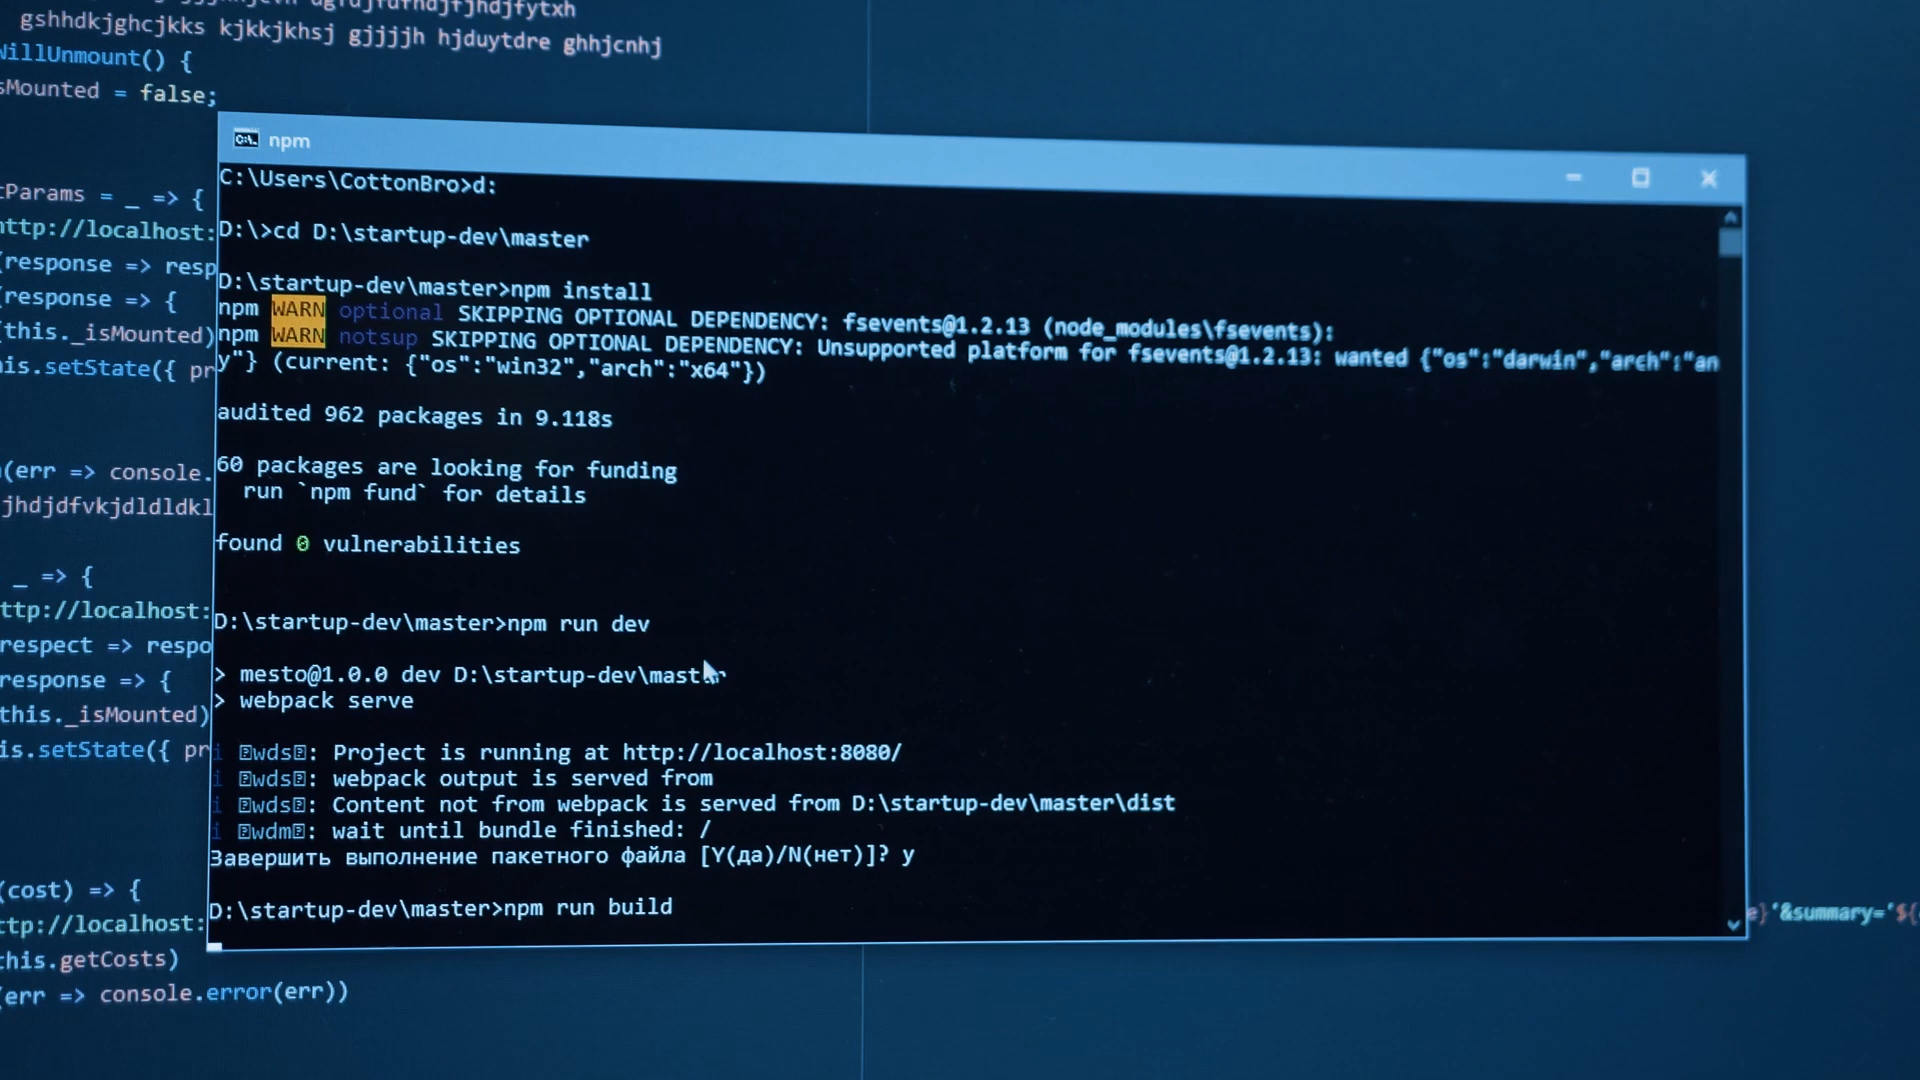 gshhdkjghcjkks kjkkjkhsj gjjjjh hjduytdre ghhjcnhj
WillUnmount() {
sMounted = false;
npm
C:\Users\CottonBro>d:
tParams = _ => {
http://localhost:
D:\>cd D:\startup-dev\master
(response => resp
D:\startup-dev\master>npm install
(response => {
npm WARN optional SKIPPING OPTIONAL DEPENDENCY: fsevents@1.2.13 (node_modules\fsevents):
(this._isMounted)
npm WARN notsup SKIPPING OPTIONAL DEPENDENCY: Unsupported platform for fsevents@1.2.13: wanted {"os":"darwin","arch":"an
y"} (current: {"os":"win32","arch":"x64"})
is.setState({ pr
audited 962 packages in 9.118s
(err => console.
60 packages are looking for funding
run `npm fund` for details
jhdjdfvkjdldldkl
found 0 vulnerabilities
_ => {
ttp://localhost:
D:\startup-dev\master>npm run dev
respect => respo
> mesto@1.0.0 dev D:\startup-dev\master
response => {
> webpack serve
this._isMounted)
is.setState({ pr
i wds: Project is running at http://localhost:8080/
i wds: webpack output is served from
i wds: Content not from webpack is served from D:\startup-dev\master\dist
i wdm: wait until bundle finished: /
Завершить выполнение пакетного файла [Y(да)/N(нет)]? y
(cost) => {
D:\startup-dev\master>npm run build
ttp://localhost:
e}'&summary='${
this.getCosts)
(err => console.error(err))